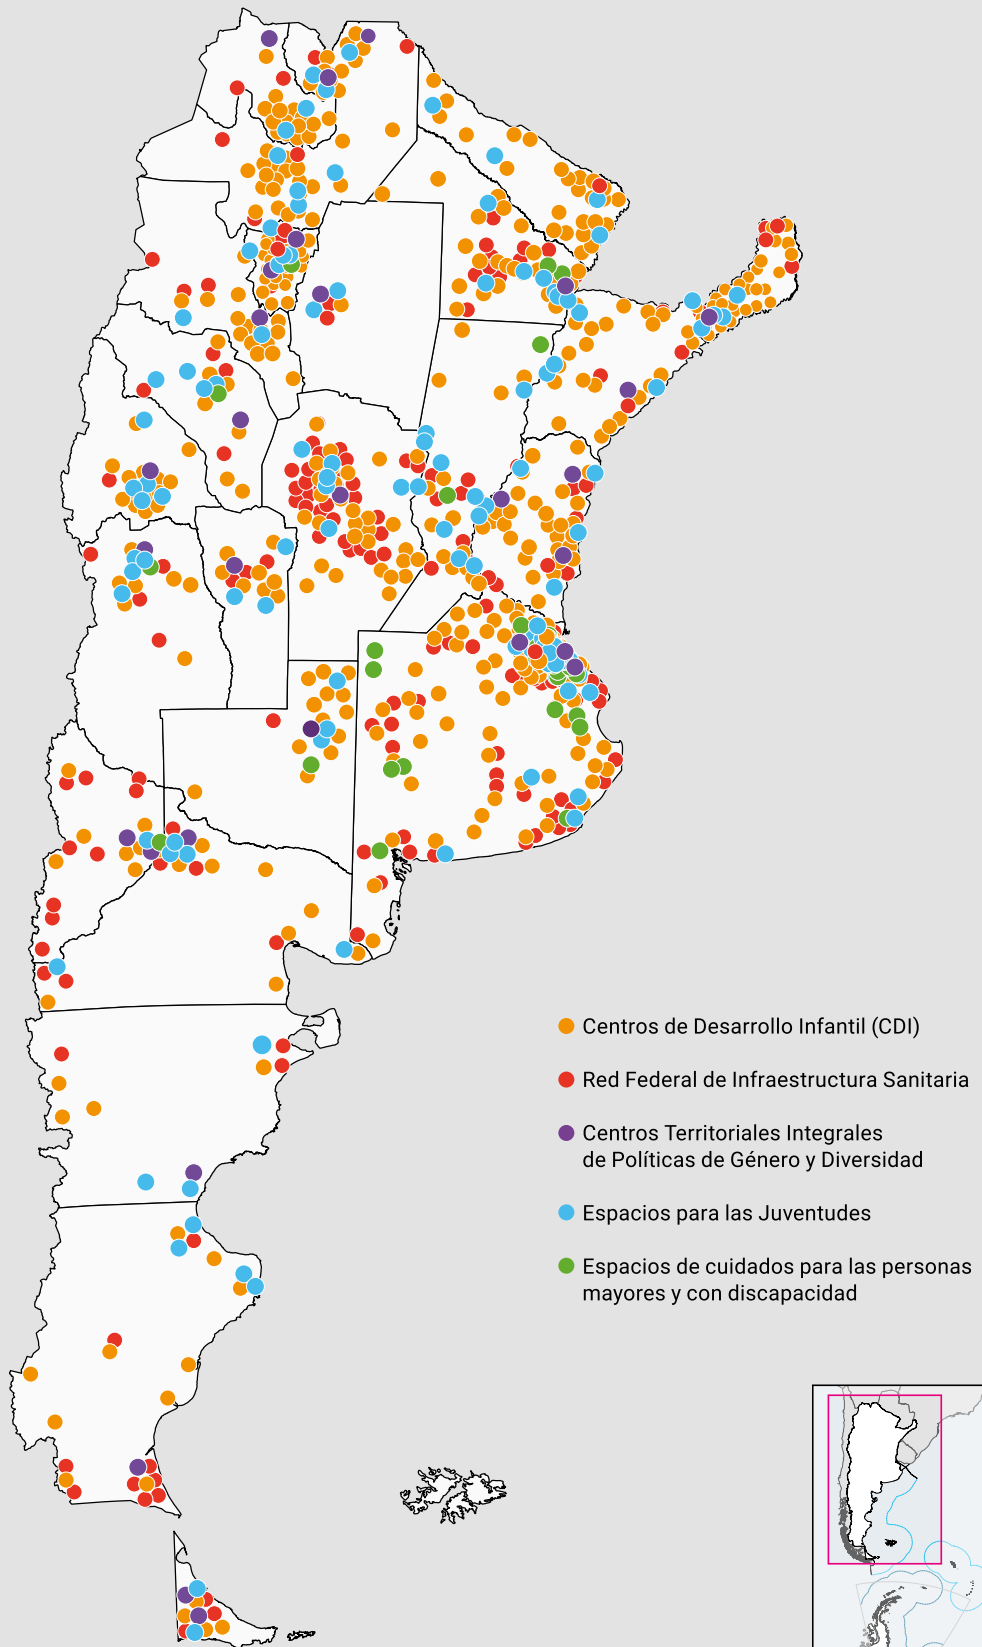 Centros de Desarrollo Infantil (CDI)
Red Federal de Infraestructura Sanitaria
Centros Territoriales Integrales
de Políticas de Género y Diversidad
Espacios para las Juventudes
Espacios de cuidados para las personas
mayores y con discapacidad